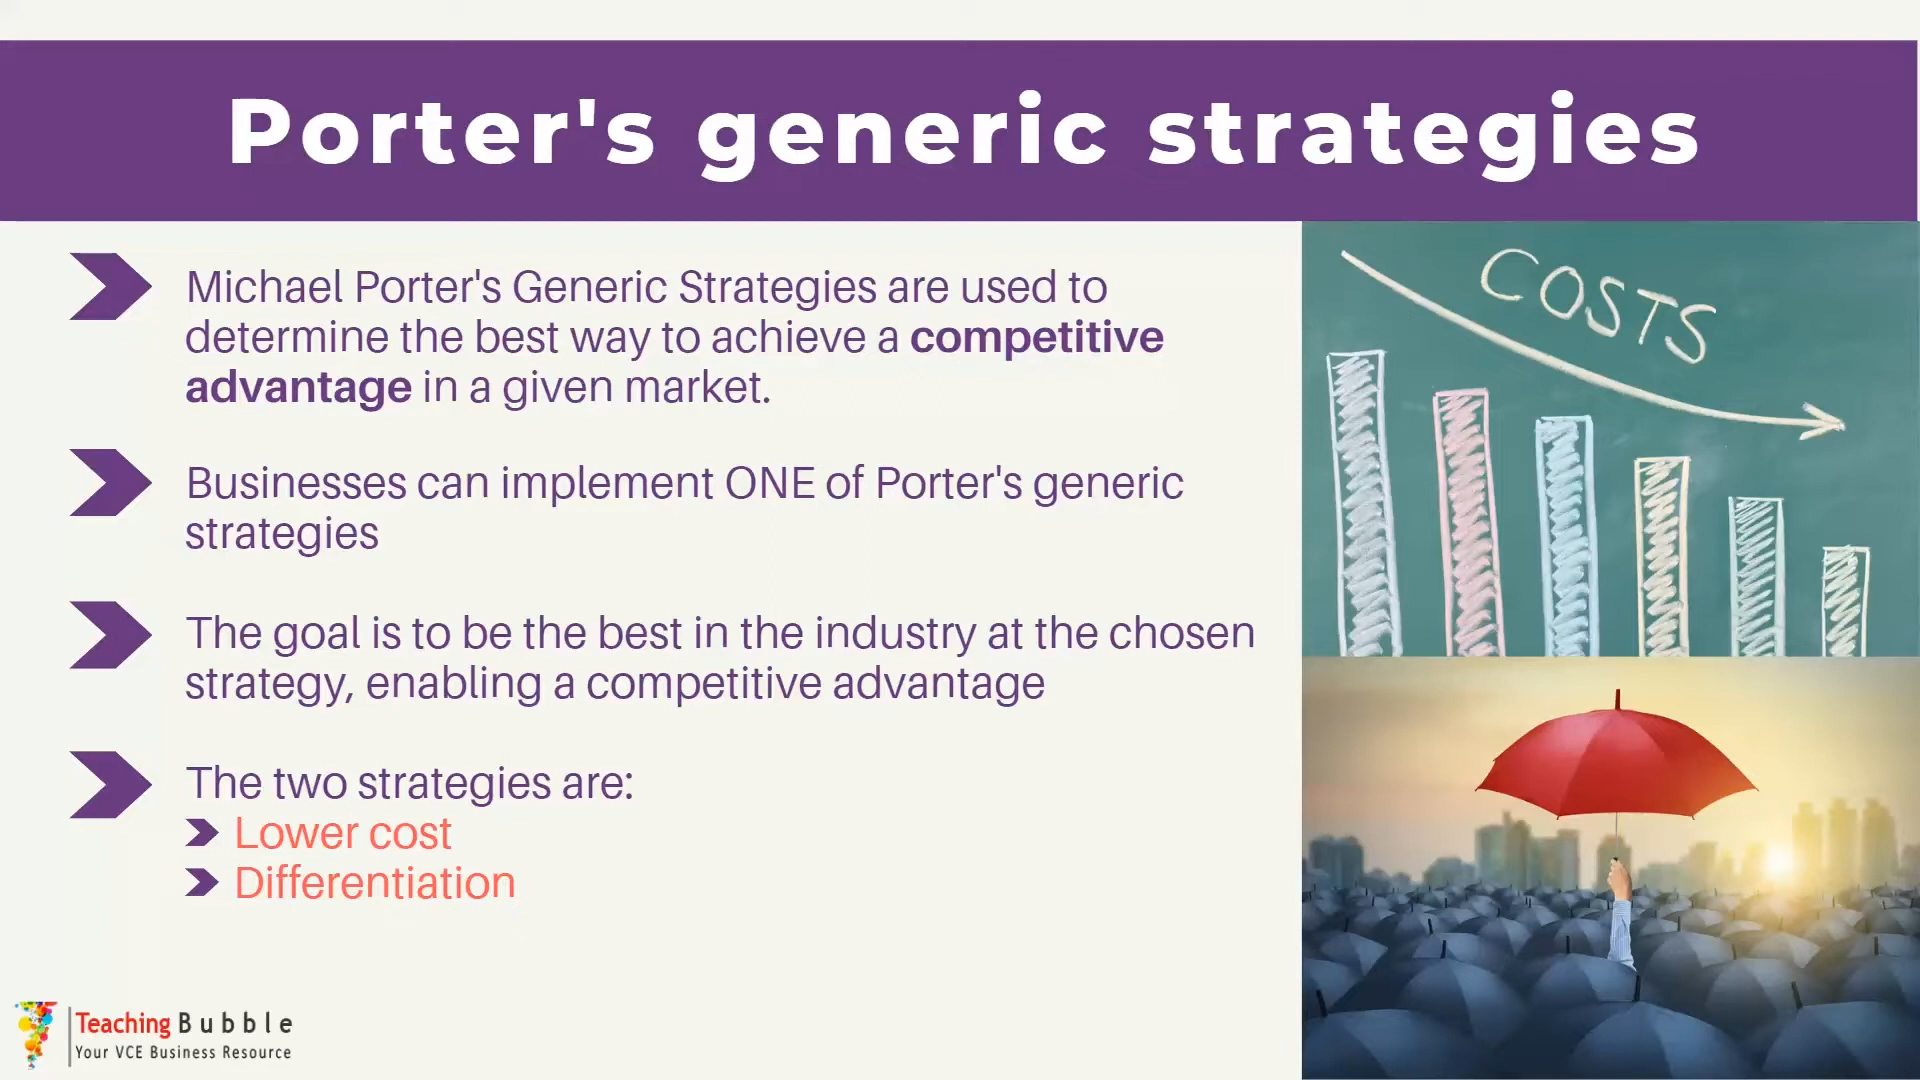 Porter's generic strategies
Michael Porter's Generic Strategies are used to
determine the best way to achieve a competitive
advantage in a given market.
Businesses can implement ONE of Porter's generic
strategies
The goal is to be the best in the industry at the chosen
strategy, enabling a competitive advantage
The two strategies are:
Lower cost
Differentiation
COSTS
Teaching Bubble
Your VCE Business Resource